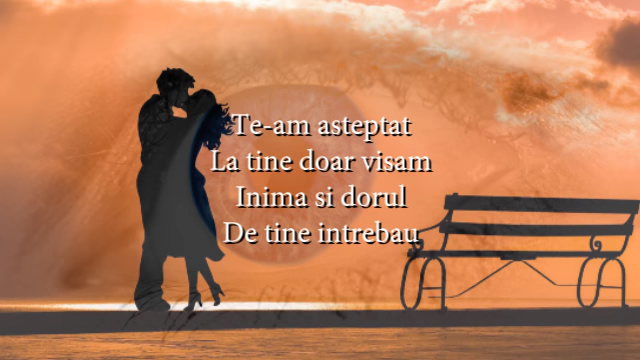 Te-am asteptat
La tine doar visam
Inima si dorul
De tine intrebau